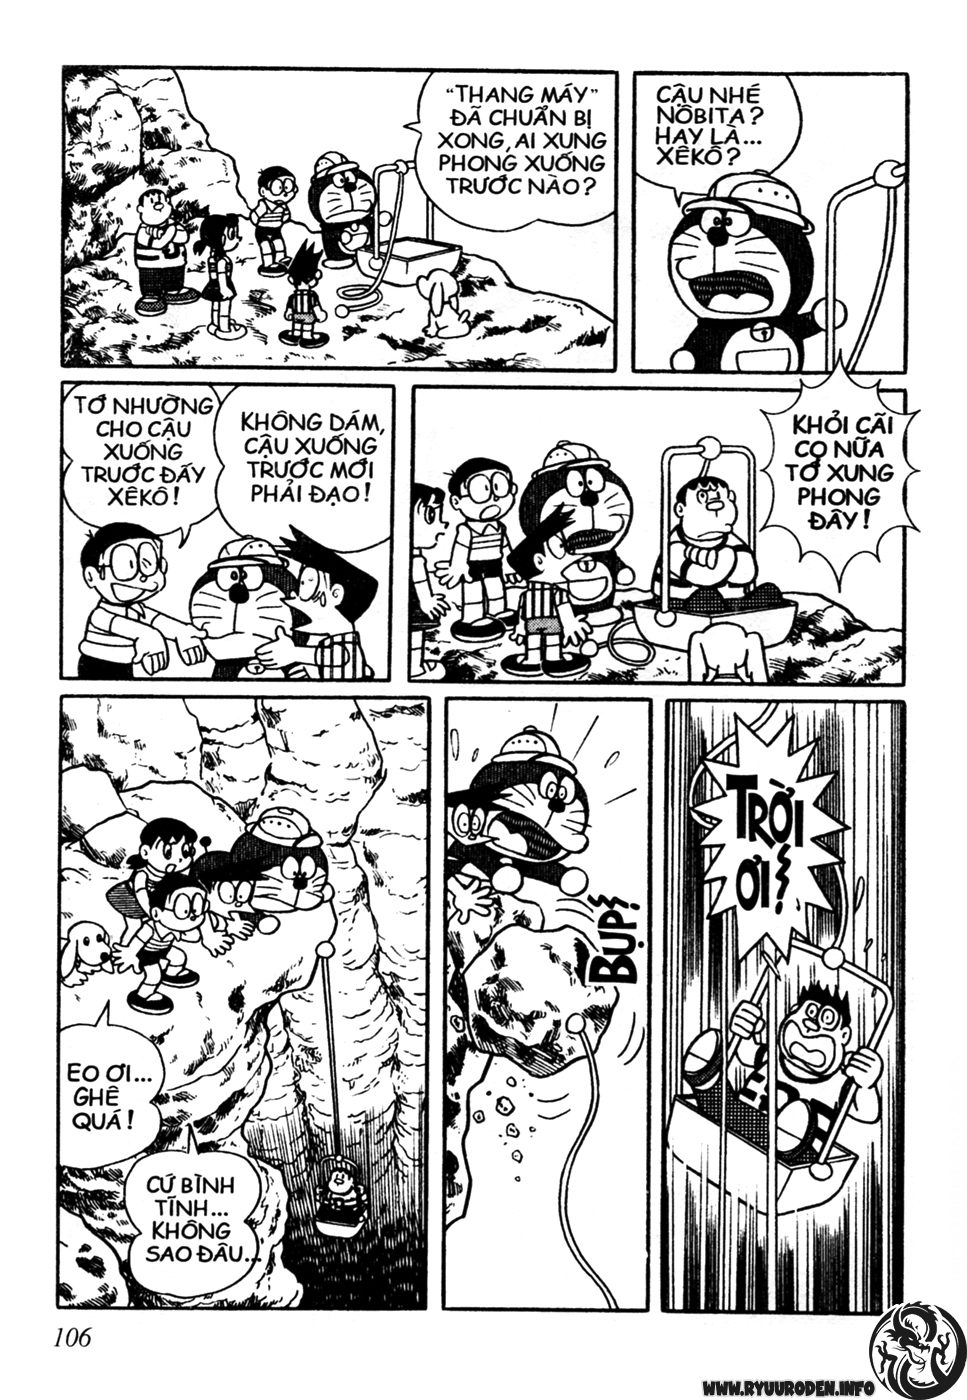 "THANG MÁY"
ĐÃ CHUẨN BỊ
XONG, AI XUNG
PHONG XUỐNG
TRƯỚC NÀO?
CẬU NHÉ
NÔBITA?
HAY LÀ...
XÊKÔ?
TỚ NHƯỜNG
CHO CẬU
XUỐNG
TRƯỚC ĐẤY
XÊKÔ!
KHÔNG DÁM,
CẬU XUỐNG
TRƯỚC MỚI
PHẢI ĐẠO!
KHỎI CÃI
CỌ NỮA
TỚ XUNG
PHONG
ĐÂY!
EO ƠI...
GHÊ
QUÁ!
CỨ BÌNH
TĨNH...
KHÔNG
SAO ĐÂU...
BỤP!
TRỜI
ƠI!
106
WWW.RYUURODEN.INFO